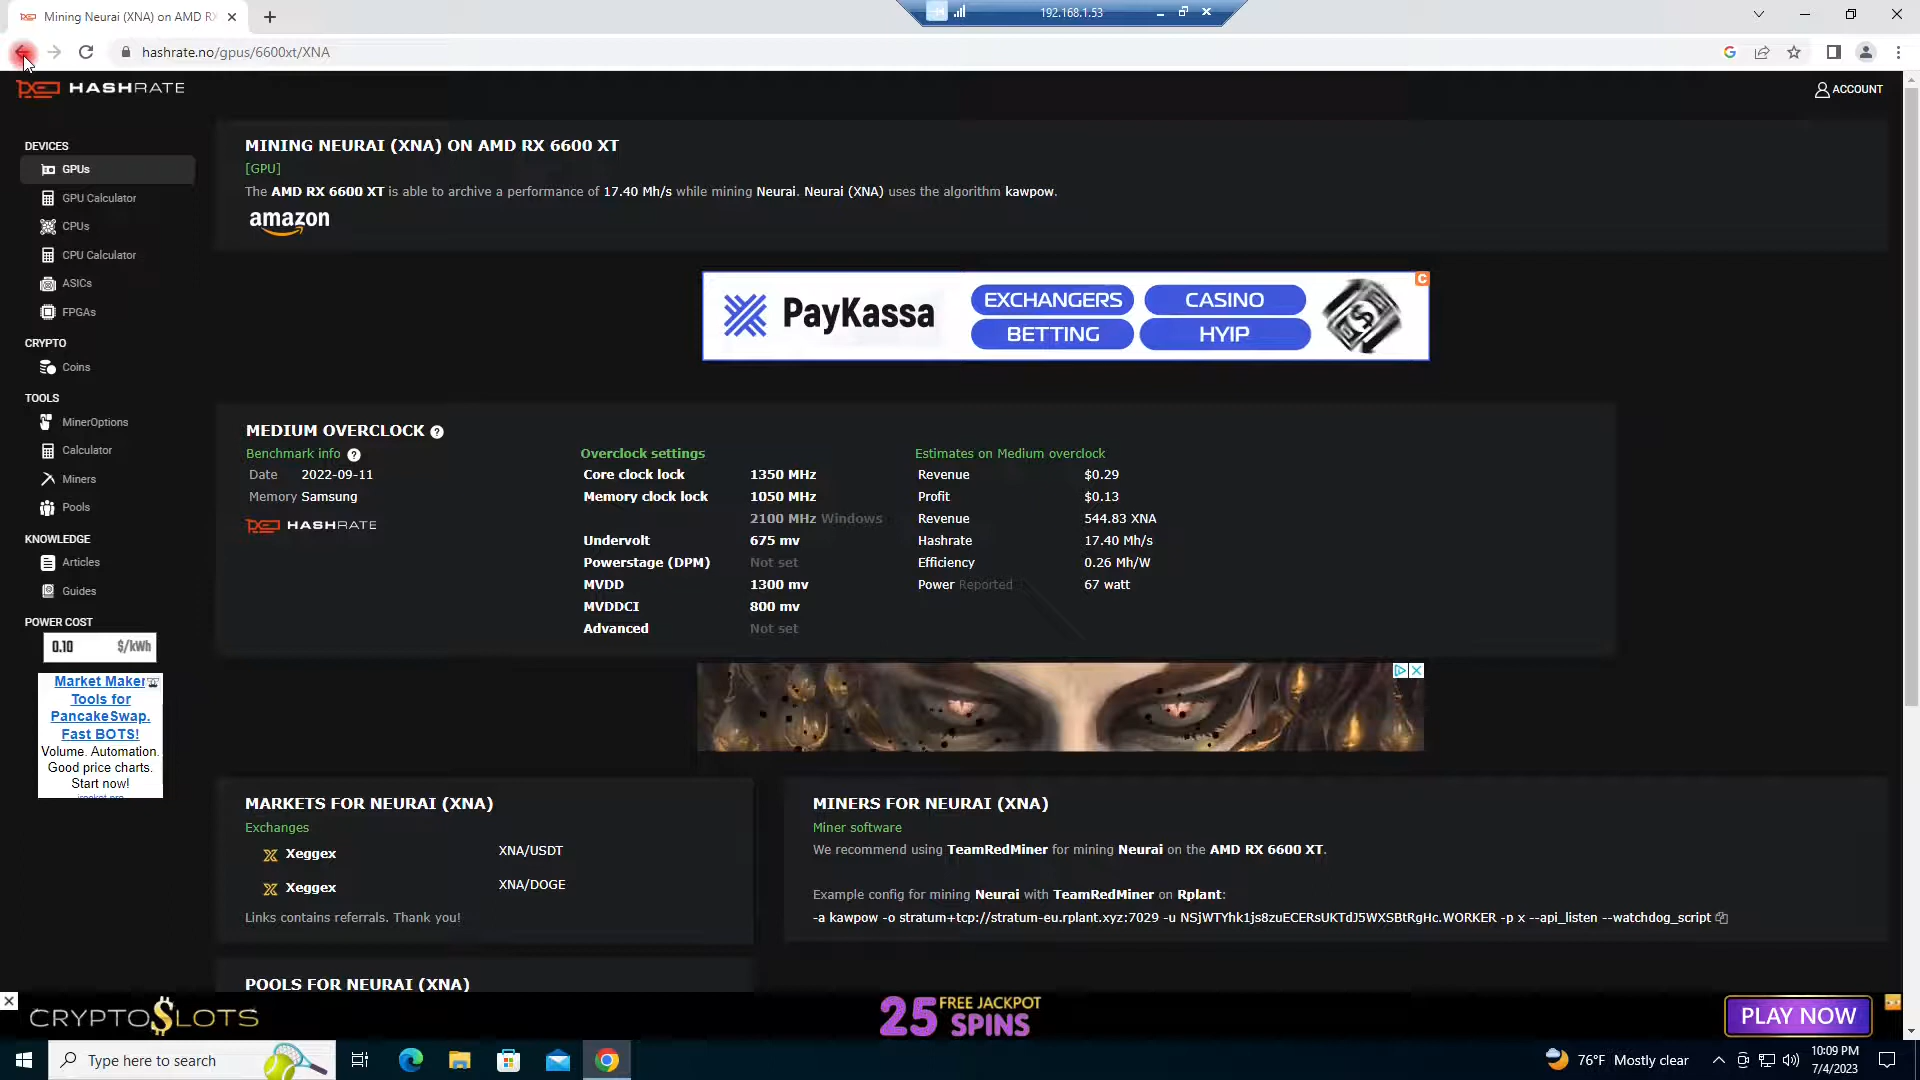 Mining Neurai (XNA) on AMD RX
192.168.1.53
hashrate.no/gpus/6600xt/XNA
HASHRATE
ACCOUNT
DEVICES
GPUs
GPU Calculator
CPUs
CPU Calculator
ASICs
FPGAs
CRYPTO
Coins
TOOLS
MinerOptions
Calculator
Miners
Pools
KNOWLEDGE
Articles
Guides
POWER COST
0.10 $/kWh
Market Maker
Tools for
PancakeSwap.
Fast BOTS!
Volume. Automation.
Good price charts.
Start now!
MINING NEURAI (XNA) ON AMD RX 6600 XT
[GPU]
The AMD RX 6600 XT is able to archive a performance of 17.40 Mh/s while mining Neurai. Neurai (XNA) uses the algorithm kawpow.
amazon
PayKassa
EXCHANGERS CASINO
BETTING HYIP
MEDIUM OVERCLOCK ?
Benchmark info ?
Date 2022-09-11
Memory Samsung
HASHRATE
Overclock settings
Core clock lock 1350 MHz
Memory clock lock 1050 MHz
2100 MHz Windows
Undervolt 675 mv
Powerstage (DPM) Not set
MVDD 1300 mv
MVDDCI 800 mv
Advanced Not set
Estimates on Medium overclock
Revenue $0.29
Profit $0.13
Revenue 544.83 XNA
Hashrate 17.40 Mh/s
Efficiency 0.26 Mh/W
Power Reported 67 watt
MARKETS FOR NEURAI (XNA)
Exchanges
Xeggex XNA/USDT
Xeggex XNA/DOGE
Links contains referrals. Thank you!
MINERS FOR NEURAI (XNA)
Miner software
We recommend using TeamRedMiner for mining Neurai on the AMD RX 6600 XT.
Example config for mining Neurai with TeamRedMiner on Rplant:
-a kawpow -o stratum+tcp://stratum-eu.rplant.xyz:7029 -u NSjWTYhk1js8zuECERsUKTdJ5WXSBtRgHc.WORKER -p x --api_listen --watchdog_script
POOLS FOR NEURAI (XNA)
CRYPTO$LOTS
25 FREE JACKPOT
SPINS
PLAY NOW
Type here to search
76°F Mostly clear
10:09 PM
7/4/2023